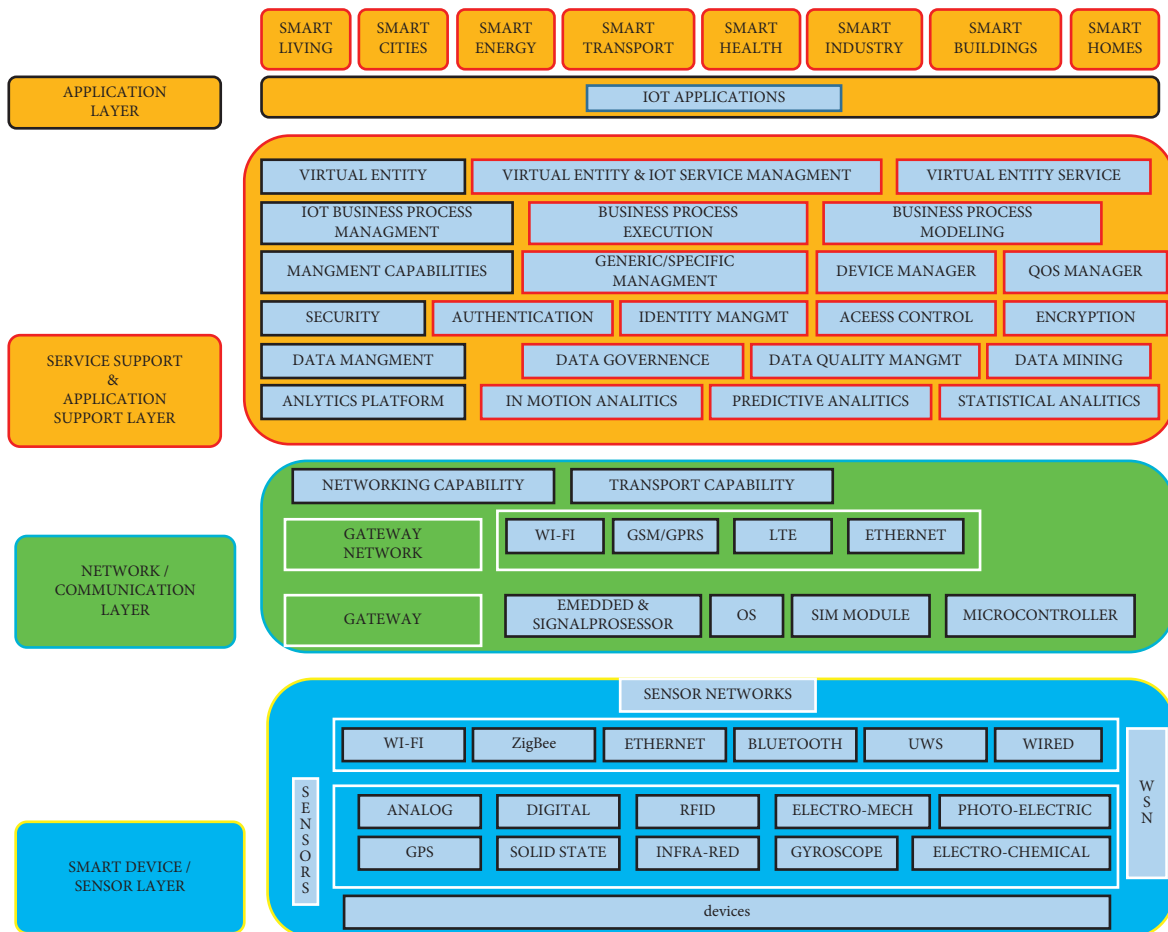 SMART
LIVING
SMART
CITIES
SMART
ENERGY
SMART
TRANSPORT
SMART
HEALTH
SMART
INDUSTRY
SMART
BUILDINGS
SMART
HOMES
APPLICATION
LAYER
IOT APPLICATIONS
VIRTUAL ENTITY
VIRTUAL ENTITY & IOT SERVICE MANAGMENT
VIRTUAL ENTITY SERVICE
IOT BUSINESS PROCESS
MANAGMENT
BUSINESS PROCESS
EXECUTION
BUSINESS PROCESS
MODELING
MANGMENT CAPABILITIES
GENERIC/SPECIFIC
MANAGMENT
DEVICE MANAGER
QOS MANAGER
SECURITY
AUTHENTICATION
IDENTITY MANGMT
ACEESS CONTROL
ENCRYPTION
SERVICE SUPPORT
&
APPLICATION
SUPPORT LAYER
DATA MANGMENT
DATA GOVERNENCE
DATA QUALITY MANGMT
DATA MINING
ANLYTICS PLATFORM
IN MOTION ANALITICS
PREDICTIVE ANALITICS
STATISTICAL ANALITICS
NETWORKING CAPABILITY
TRANSPORT CAPABILITY
GATEWAY
NETWORK
WI-FI
GSM/GPRS
LTE
ETHERNET
NETWORK /
COMMUNICATION
LAYER
GATEWAY
EMEDDED &
SIGNALPROSESSOR
OS
SIM MODULE
MICROCONTROLLER
SENSOR NETWORKS
WI-FI
ZigBee
ETHERNET
BLUETOOTH
UWS
WIRED
SENSORS
WSN
ANALOG
DIGITAL
RFID
ELECTRO-MECH
PHOTO-ELECTRIC
GPS
SOLID STATE
INFRA-RED
GYROSCOPE
ELECTRO-CHEMICAL
SMART DEVICE /
SENSOR LAYER
devices